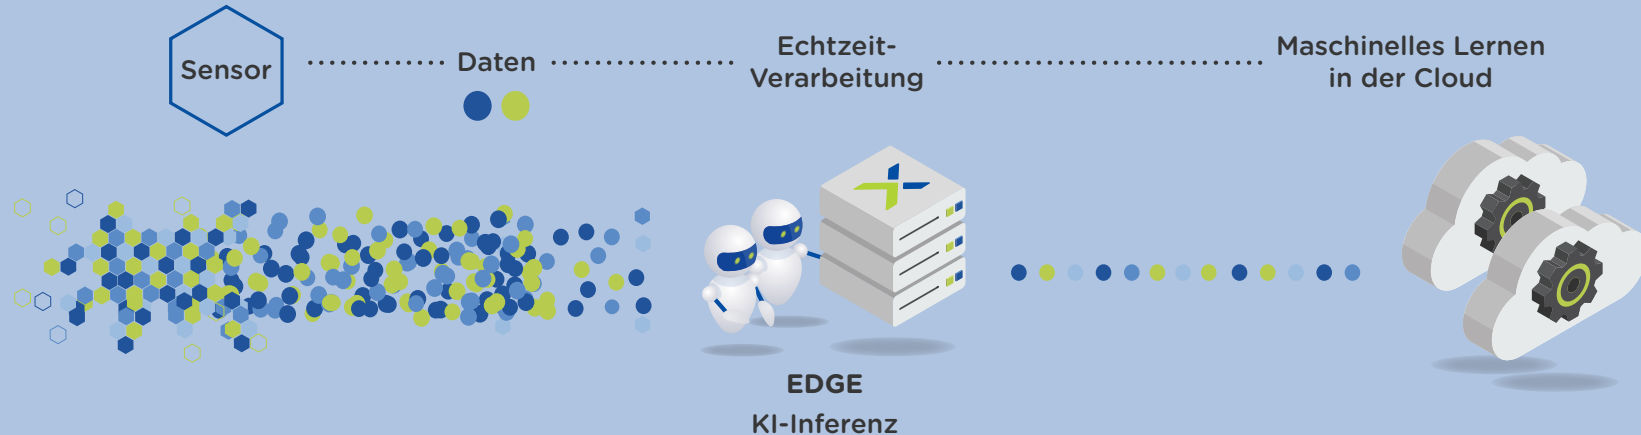 Sensor
Daten
Echtzeit-
Verarbeitung
Maschinelles Lernen
in der Cloud
EDGE
KI-Inferenz